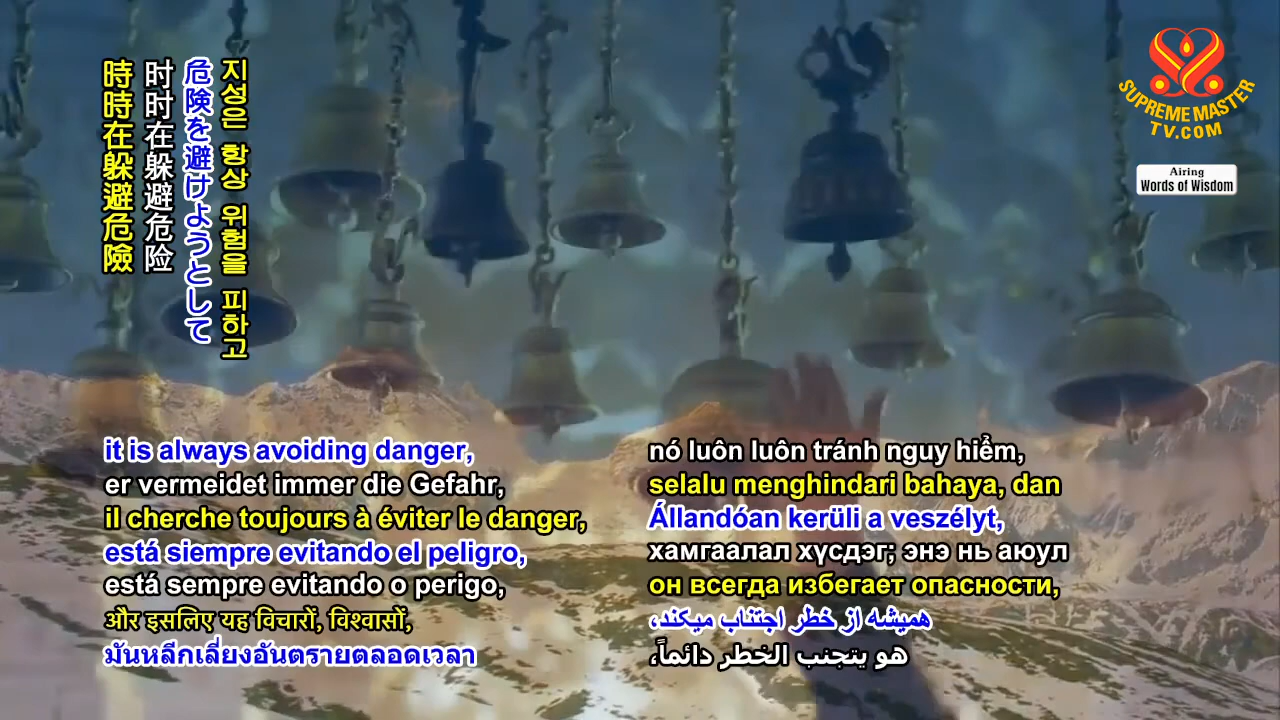 時時在躲避危險
时时在躲避危险
危険を避けようとして
지성은 항상 위험을 피하고
SUPREME MASTER
TV.COM
Airing
Words of Wisdom
it is always avoiding danger,
er vermeidet immer die Gefahr,
il cherche toujours à éviter le danger,
está siempre evitando el peligro,
está sempre evitando o perigo,
और इसलिए यह विचारों, विश्वासों,
มันหลีกเลี่ยงอันตรายตลอดเวลา
nó luôn luôn tránh nguy hiểm,
selalu menghindari bahaya, dan
Állandóan kerüli a veszélyt,
хамгаалал хүсдэг; энэ нь аюул
он всегда избегает опасности,
همیشه از خطر اجتناب میکند،
هو يتجنب الخطر دائماً،